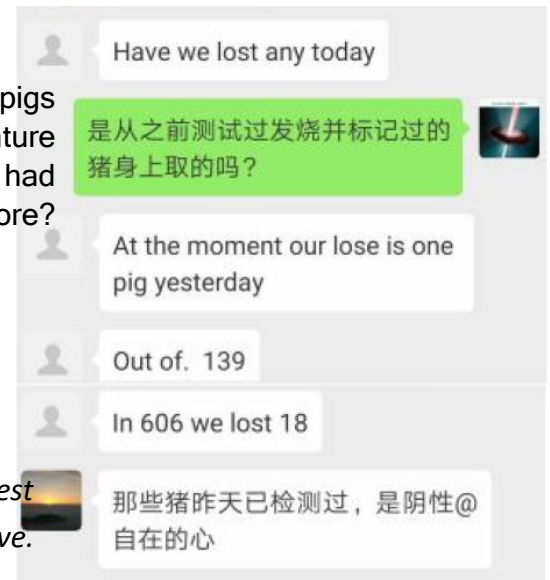 Have we lost any today
pigs
是从之前测试过发烧并标记过的
had
猪身上取的吗？
ore?
At the moment our lose is one
pig yesterday
Out of. 139
In 606 we lost 18
est
那些猪昨天已检测过，是阴性@
自在的心
ve.